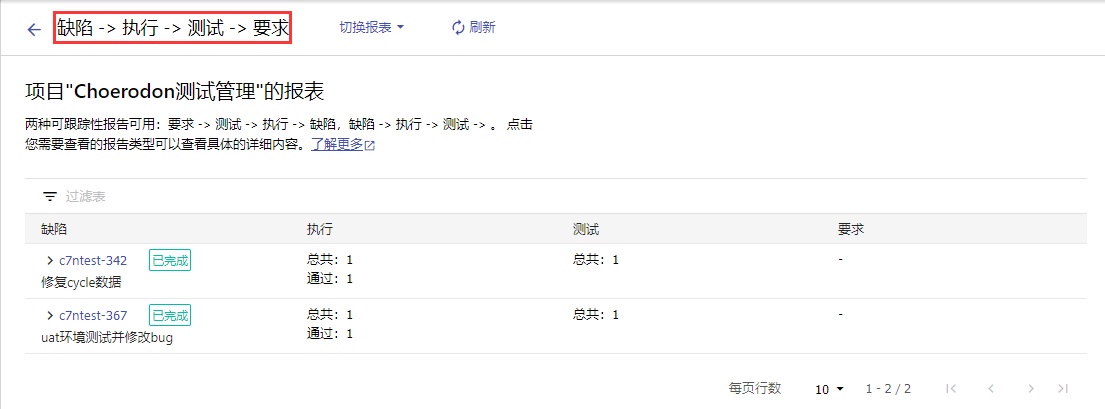 缺陷 -> 执行 -> 测试 -> 要求 切换报表 刷新
项目"Choerodon测试管理"的报表
两种可跟踪性报告可用：要求 -> 测试 -> 执行 -> 缺陷，缺陷 -> 执行 -> 测试 -> 。 点击
您需要查看的报告类型可以查看具体的详细内容。了解更多
过滤表
缺陷 执行 测试 要求
c7ntest-342 已完成 总共：1 总共：1 -
修复cycle数据 通过：1
c7ntest-367 已完成 总共：1 总共：1 -
uat环境测试并修改bug 通过：1
每页行数 10 1 - 2 / 2